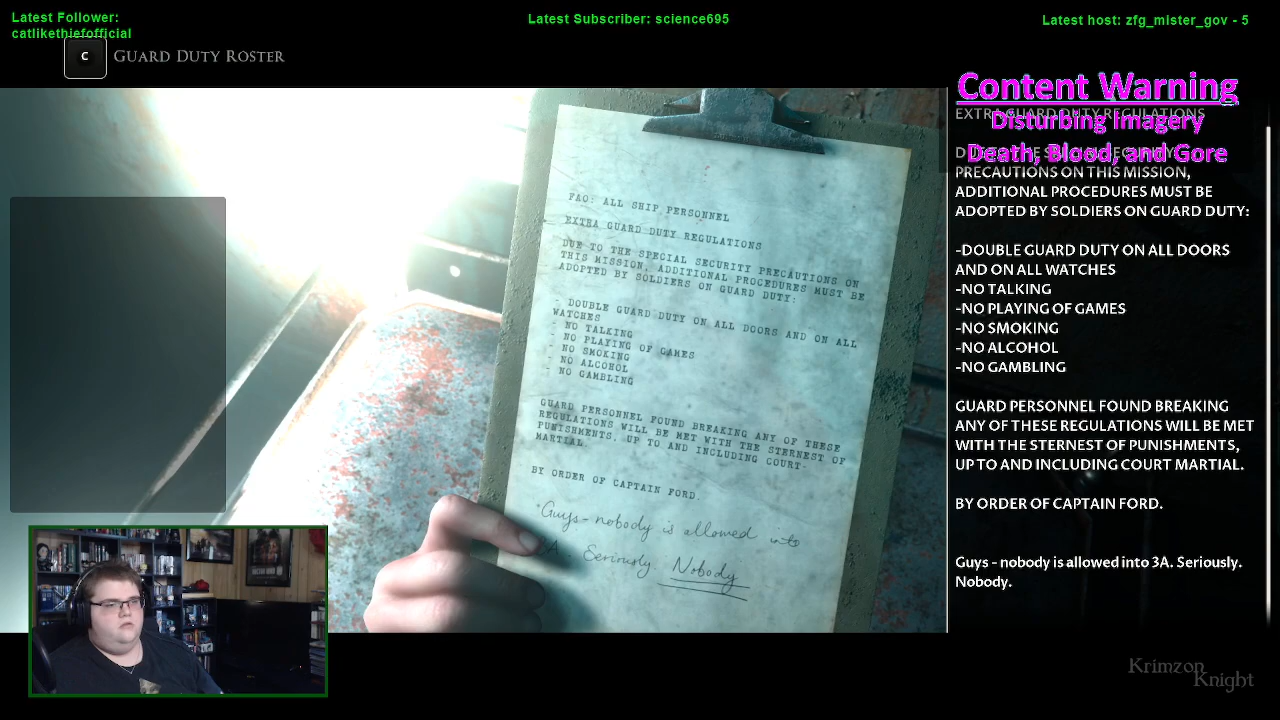 Latest Follower:
catlikethiefofficial
Latest Subscriber: science695
Latest host: zfg_mister_gov - 5
C
GUARD DUTY ROSTER
Content Warning
Disturbing Imagery
Death, Blood, and Gore
FAO: ALL SHIP PERSONNEL
EXTRA GUARD DUTY REGULATIONS
DUE TO THE SPECIAL SECURITY PRECAUTIONS ON
THIS MISSION, ADDITIONAL PROCEDURES MUST BE
ADOPTED BY SOLDIERS ON GUARD DUTY:
- DOUBLE GUARD DUTY ON ALL DOORS AND ON ALL
WATCHES
- NO TALKING
- NO PLAYING OF GAMES
- NO SMOKING
- NO ALCOHOL
- NO GAMBLING
GUARD PERSONNEL FOUND BREAKING ANY OF THESE
REGULATIONS WILL BE MET WITH THE STERNEST OF
PUNISHMENTS, UP TO AND INCLUDING COURT-
MARTIAL.
BY ORDER OF CAPTAIN FORD.
Guys - nobody is allowed into
Seriously. Nobody
EXTRA GUARD DUTY REGULATIONS
PRECAUTIONS ON THIS MISSION,
ADDITIONAL PROCEDURES MUST BE
ADOPTED BY SOLDIERS ON GUARD DUTY:
-DOUBLE GUARD DUTY ON ALL DOORS
AND ON ALL WATCHES
-NO TALKING
-NO PLAYING OF GAMES
-NO SMOKING
-NO ALCOHOL
-NO GAMBLING
GUARD PERSONNEL FOUND BREAKING
ANY OF THESE REGULATIONS WILL BE MET
WITH THE STERNEST OF PUNISHMENTS,
UP TO AND INCLUDING COURT MARTIAL.
BY ORDER OF CAPTAIN FORD.
Guys - nobody is allowed into 3A. Seriously.
Nobody.
Krimzon
Knight